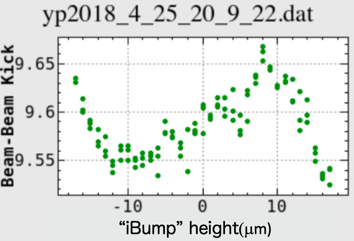 yp2018_4_25_20_9_22.dat
Beam-Beam Kick
9.65
9.6
9.55
-10 0 10
“iBump” height(μm)